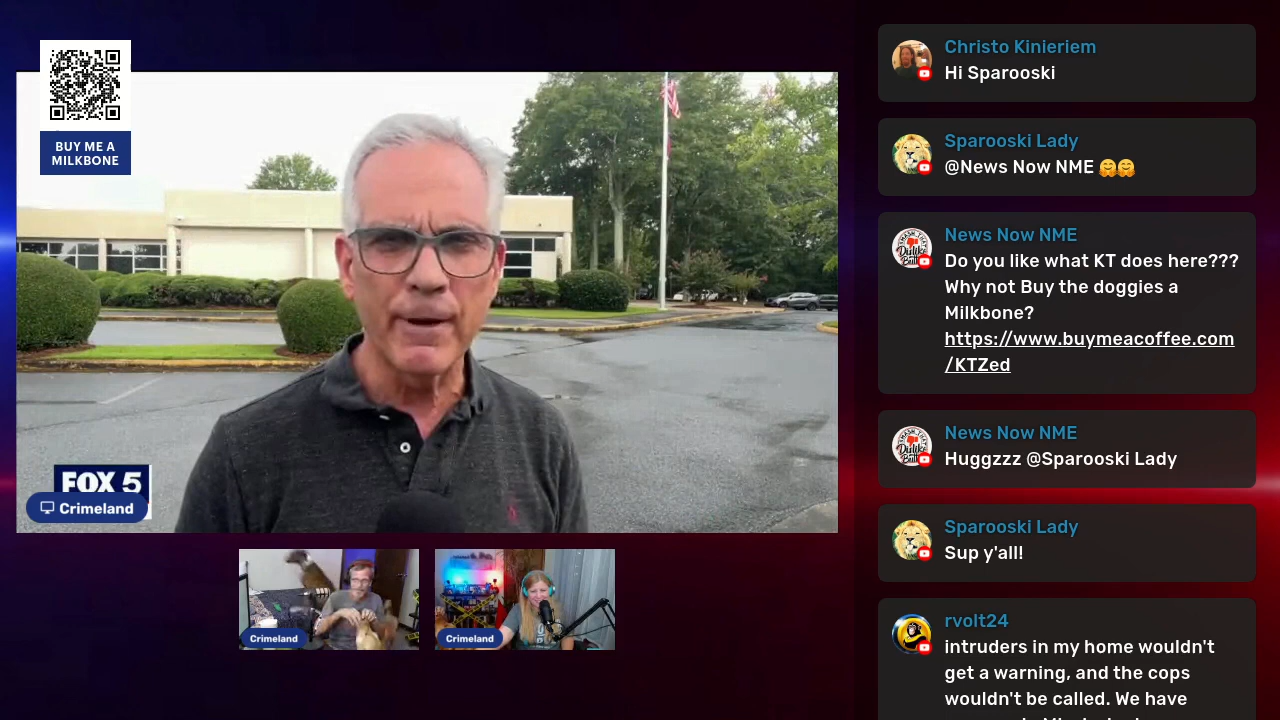 BUY ME A
MILKBONE
FOX 5
Crimeland
Crimeland
Crimeland
Christo Kinieriem
Hi Sparooski
Sparooski Lady
@News Now NME 🤗🤗
News Now NME
Do you like what KT does here???
Why not Buy the doggies a
Milkbone?
https://www.buymeacoffee.com
/KTZed
News Now NME
Huggzzz @Sparooski Lady
Sparooski Lady
Sup y'all!
rvolt24
intruders in my home wouldn't
get a warning, and the cops
wouldn't be called. We have